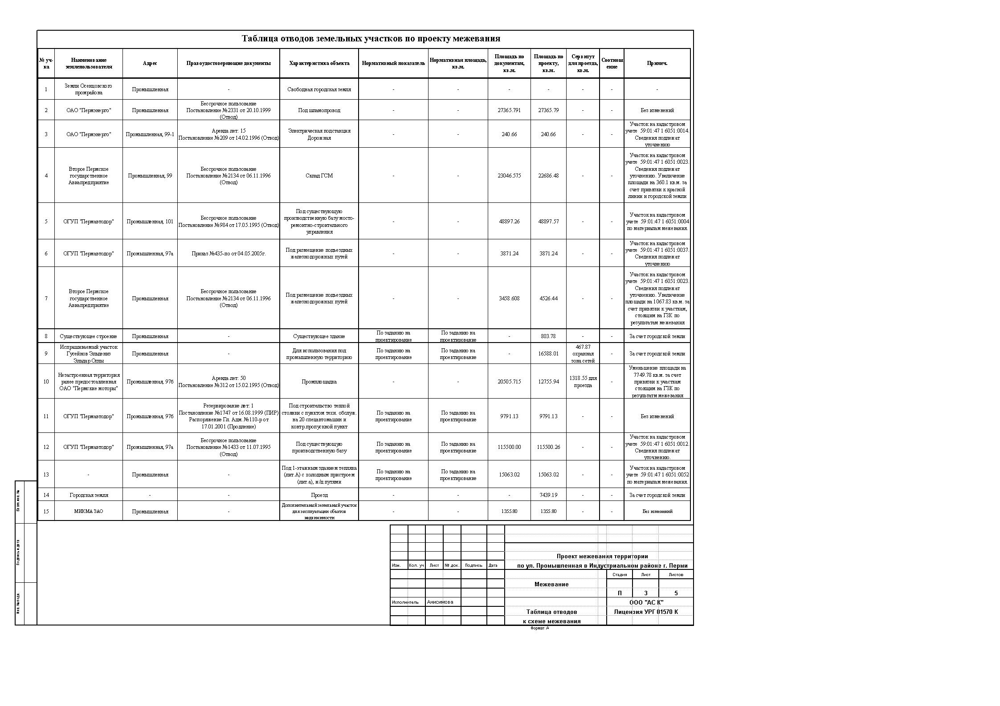 Таблица отводов земельных участков по проекту межевания
№ уч-ка | Наименование землепользователя | Адрес | Правоудостоверяющие документы | Характеристика объекта | Нормативный показатель | Нормативная площадь, кв.м. | Площадь по документам, кв.м. | Площадь по проекту, кв.м. | Сервитут для проезда, кв.м. | Соотношение | Примеч.
1 | Земли Осенцовского промрайона | Промышленная | - | Свободная городская земля | - | - | - | - | - | - | -
2 | ОАО "Пермэнерго" | Промышленная | Бессрочное пользование Постановление №2331 от 20.10.1999 (Отвод) | Под шламопровод | - | - | 27365.791 | 27365.79 | - | - | Без изменений
3 | ОАО "Пермэнерго" | Промышленная, 99-1 | Аренда лет: 15 Постановление №209 от 14.02.1996 (Отвод) | Электрическая подстанция Дорожная | - | - | 240.66 | 240.66 | - | - | Участок на кадастровом учете 59:01:47 1 6051:0014. Сведения подлежат уточнению
4 | Второе Пермское государственное Авиапредприятие | Промышленная, 99 | Бессрочное пользование Постановление №2134 от 06.11.1996 (Отвод) | Склад ГСМ | - | - | 23046.575 | 22686.48 | - | - | Участок на кадастровом учете 59:01:47 1 6051:0023. Сведения подлежат уточнению. Увеличение площади на 360.1 кв.м. за счет привязки к красной линии и городской земли
5 | ОГУП "Пермавтодор" | Промышленная, 101 | Бессрочное пользование Постановление №984 от 17.05.1995 (Отвод) | Под существующую производственную базу мосто-ремонтно-строительного управления | - | - | 48897.26 | 48897.57 | - | - | Участок на кадастровом учете 59:01:47 1 6051:0004 по материалам межевания.
6 | ОГУП "Пермавтодор" | Промышленная, 97а | Приказ №435-по от 04.05.2005г. | Под размещение подьездных железнодорожных путей | - | - | 3871.24 | 3871.24 | - | - | Участок на кадастровом учете 59:01:47 1 6051:0037. Сведения подлежат уточнению
7 | Второе Пермское государственное Авиапредприятие | Промышленная | Бессрочное пользование Постановление №2134 от 06.11.1996 (Отвод) | Под размещение подьездных железнодорожных путей | - | - | 3458.608 | 4526.44 | - | - | Участок на кадастровом учете 59:01:47 1 6051:0023. Сведения подлежат уточнению. Увеличение площади на 1067.83 кв.м. за счет привязки к участкам, стоящим на ГЗК по результатам межевания
8 | Существующее строение | Промышленная | - | Существующее здание | По заданию на проектирование | По заданию на проектирование | - | 803.78 | - | - | За счет городской земли
9 | Испрашиваемый участок Гусейнов Эльдениз Эльдар Оглы | Промышленная | - | Для использования под промышленную территорию | По заданию на проектирование | По заданию на проектирование | - | 16588.01 | 467.87 охранная зона сетей | - | За счет городской земли
10 | Незастроенная территория ранее предостсавленная ОАО "Пермские моторы" | Промышленная, 97б | Аренда лет: 50 Постановление №312 от 15.02.1995 (Отвод) | Промплощадка | - | - | 20505.715 | 12755.94 | 1318.55 для проезда | - | Уменьшение площади на 7749.78 кв.м. за счет привязки к участкам стоящим на ГЗК по результатм межевания
11 | ОГУП "Пермавтодор" | Промышленная, 97б | Резервирование лет: 1 Постановление №1747 от 16.08.1999 (ПИР) Распоряжение Гл. Адм. №110-р от 17.01.2001 (Продление) | Под строительство теплой стоянки с пунктом техн. обслуж. на 20 спецавтомашин и контр.пропускной пункт | По заданию на проектирование | По заданию на проектирование | 9791.13 | 9791.13 | - | - | Без изменений
12 | ОГУП "Пермавтодор" | Промышленная, 97а | Бессрочное пользование Постановление №1433 от 11.07.1995 (Отвод) | Под существующую производственную базу | По заданию на проектирование | По заданию на проектирование | 115500.00 | 115500.26 | - | - | Участок на кадастровом учете 59:01:47 1 6051:0012. Сведения подлежат уточнению.
13 | - | Промышленная | - | Под 1-этажным зданием тепляка (лит.А) с холодным пристроем (лит.а), ж/д путями | По заданию на проектирование | По заданию на проектирование | 15063.02 | 15063.02 | - | - | Участок на кадастровом учете 59:01:47 1 6051:0052 по материалам межевания.
14 | Городская земля | - | - | Проезд | - | - | - | 7439.19 | - | - | За счет городской земли
15 | МИКМА ЗАО | Промышленная | - | Дополнительный земельный участок для эксплуатации объктов недвижимости | - | - | 1355.80 | 1355.80 | - | - | Без изменений
Взам.инв. №
Подпись и дата
Инв. № подл.
Проект межевания территории
Изм. Кол. уч Лист № док. Подпись Дата
по ул. Промышленная в Индустриальном районе г. Перми
Стадия Лист Листов
Межевание
П 3 5
Исполнитель Анисимова
ООО "АС К"
Таблица отводов
Лицензия УРГ 01570 К
к схеме межевания
Формат А